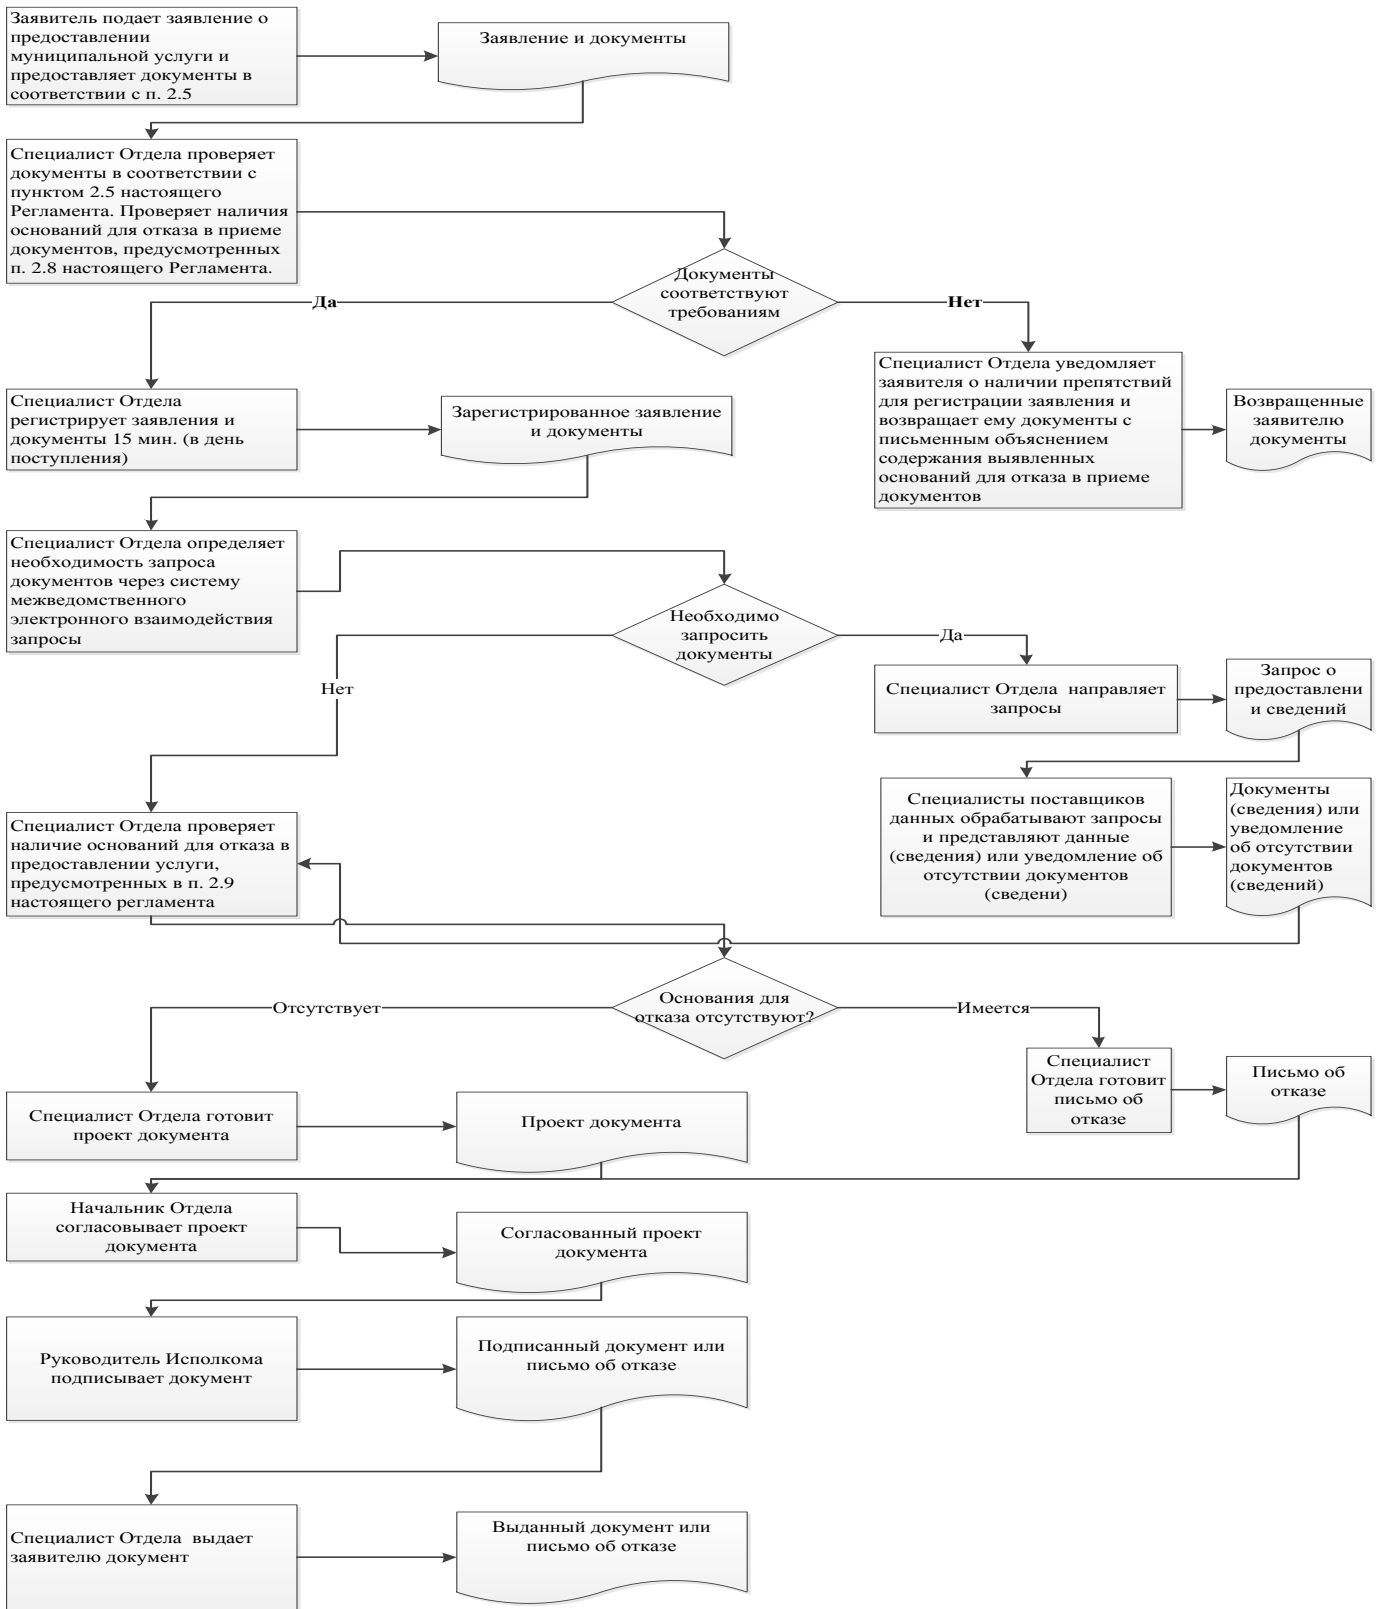 Заявитель подает заявление о
предоставлении
муниципальной услуги и
предоставляет документы в
соответствии с п. 2.5
Заявление и документы
Специалист Отдела проверяет
документы в соответствии с
пунктом 2.5 настоящего
Регламента. Проверяет наличия
оснований для отказа в приеме
документов, предусмотренных
п. 2.8 настоящего Регламента.
Документы
соответствуют
требованиям
Да
Нет
Специалист Отдела
регистрирует заявления и
документы 15 мин. (в день
поступления)
Зарегистрированное заявление
и документы
Специалист Отдела уведомляет
заявителя о наличии препятствий
для регистрации заявления и
возвращает ему документы с
письменным объяснением
содержания выявленных
оснований для отказа в приеме
документов
Возвращенные
заявителю
документы
Специалист Отдела определяет
необходимость запроса
документов через систему
межведомственного
электронного взаимодействия
запросы
Необходимо
запросить
документы
Да
Нет
Специалист Отдела  направляет
запросы
Запрос о
предоставлени
и сведений
Специалисты поставщиков
данных обрабатывают запросы
и представляют данные
(сведения) или уведомление об
отсутствии документов
(сведени)
Документы
(сведения) или
уведомление
об отсутствии
документов
(сведений)
Специалист Отдела проверяет
наличие оснований для отказа в
предоставлении услуги,
предусмотренных в п. 2.9
настоящего регламента
Основания для
отказа отсутствуют?
Отсутствует
Имеется
Специалист
Отдела готовит
письмо об
отказе
Письмо об
отказе
Специалист Отдела готовит
проект документа
Проект документа
Начальник Отдела
согласовывает проект
документа
Согласованный проект
документа
Руководитель Исполкома
подписывает документ
Подписанный документ или
письмо об отказе
Специалист Отдела  выдает
заявителю документ
Выданный документ или
письмо об отказе